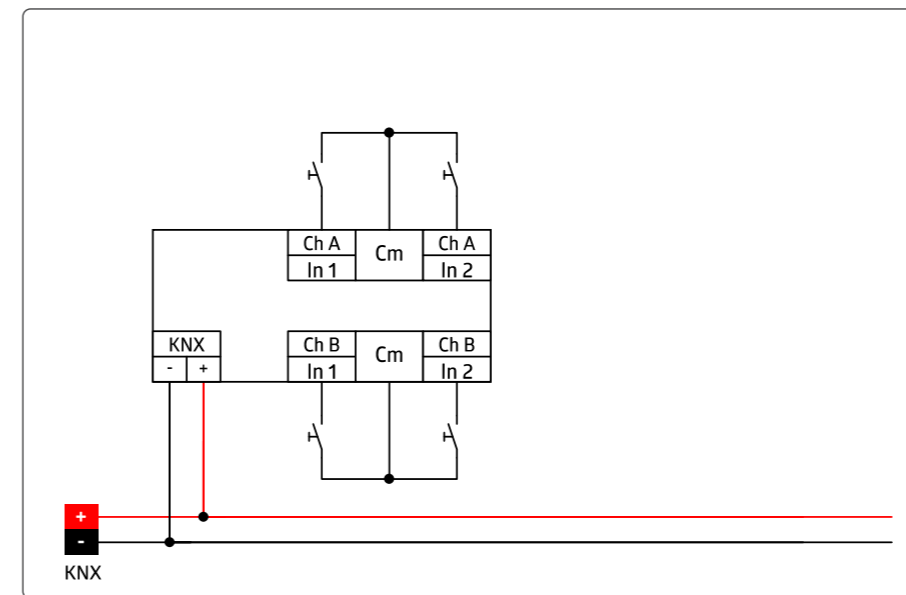 Ch A Cm Ch A
In 1 In 2
KNX Ch B Cm Ch B
- + In 1 In 2
+
-
KNX